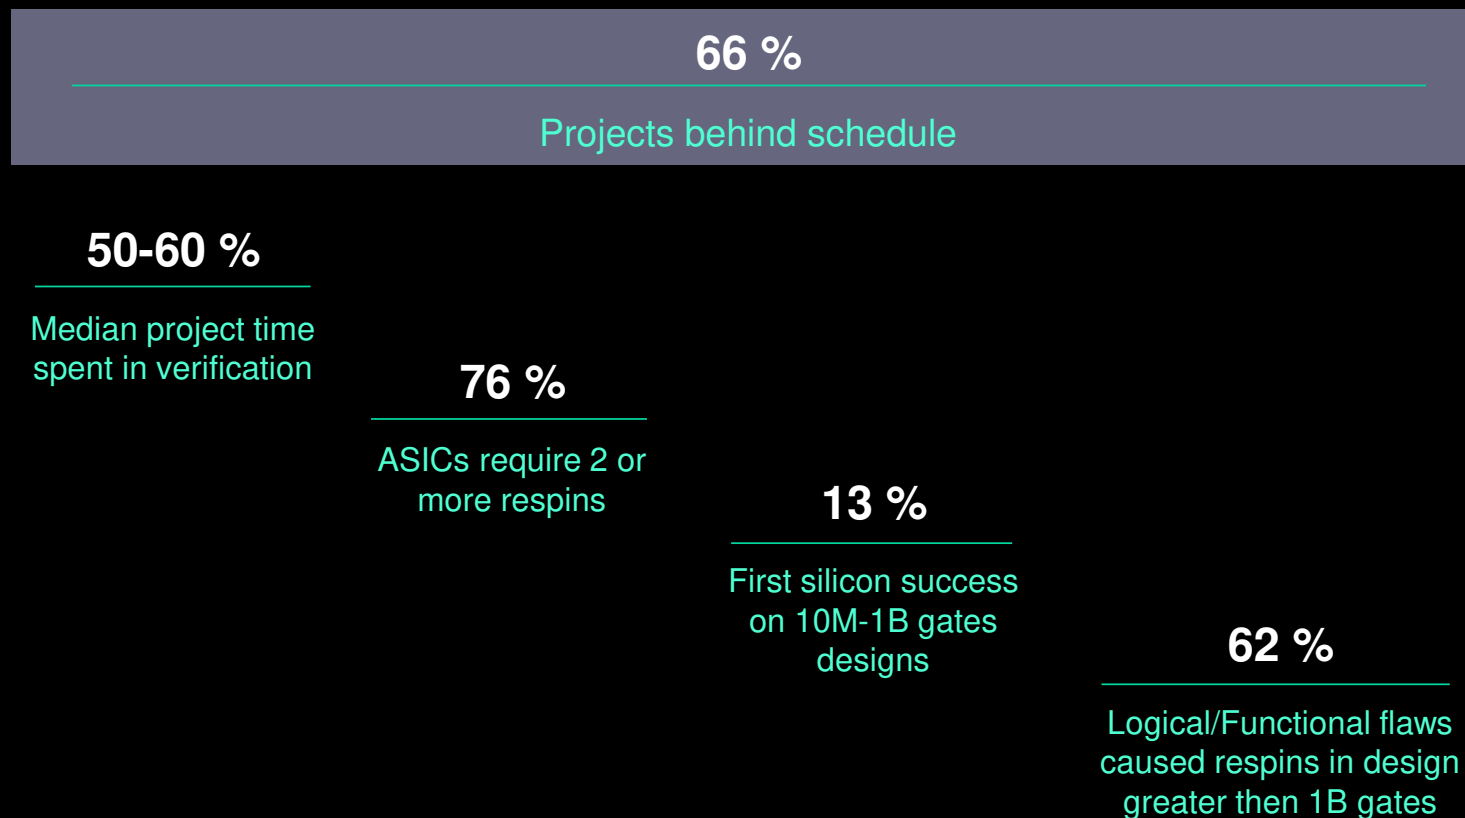 66 %
Projects behind schedule
50-60 %
Median project time
spent in verification
76 %
ASICs require 2 or
more respins
13 %
First silicon success
on 10M-1B gates
designs
62 %
Logical/Functional flaws
caused respins in design
greater then 1B gates